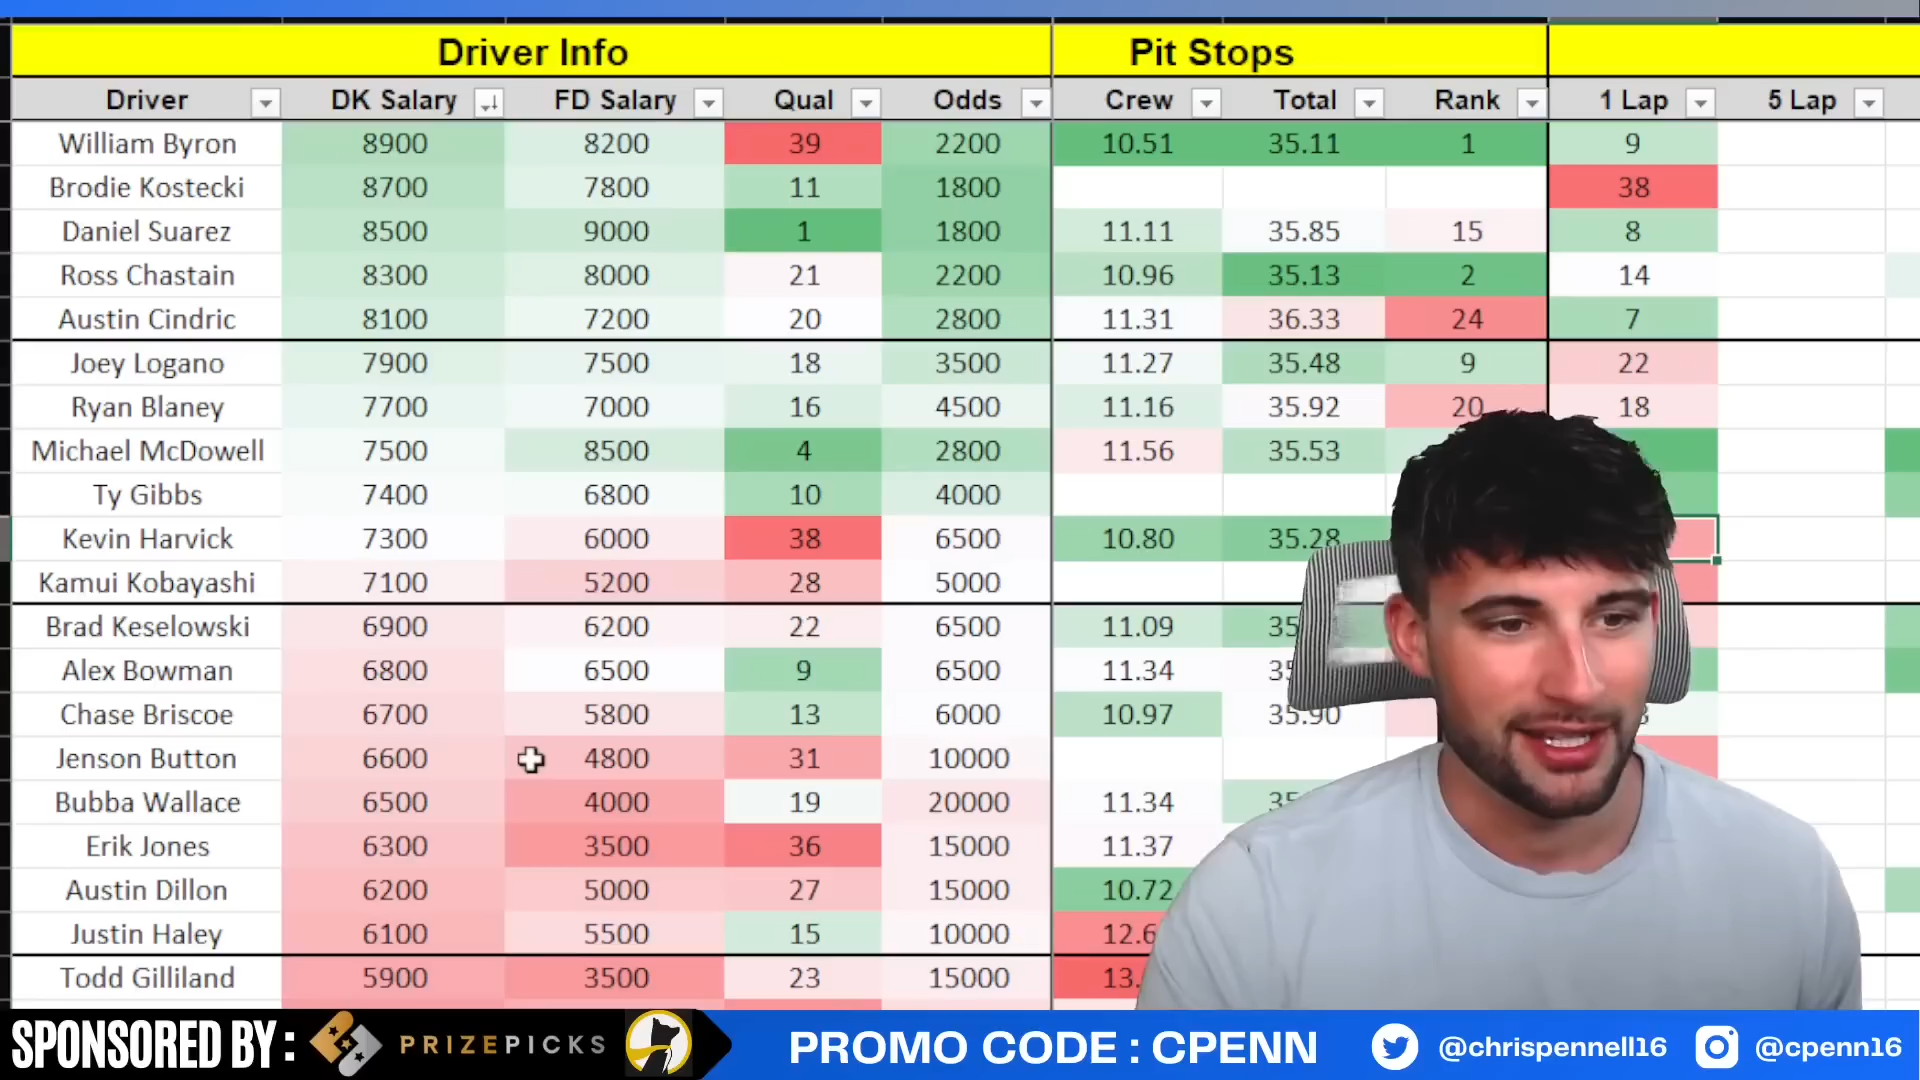 Driver Info Pit Stops
Driver DK Salary FD Salary Qual Odds Crew Total Rank 1 Lap 5 Lap
William Byron 8900 8200 39 2200 10.51 35.11 1 9
Brodie Kostecki 8700 7800 11 1800 38
Daniel Suarez 8500 9000 1 1800 11.11 35.85 15 8
Ross Chastain 8300 8000 21 2200 10.96 35.13 2 14
Austin Cindric 8100 7200 20 2800 11.31 36.33 24 7
Joey Logano 7900 7500 18 3500 11.27 35.48 9 22
Ryan Blaney 7700 7000 16 4500 11.16 35.92 20 18
Michael McDowell 7500 8500 4 2800 11.56 35.53
Ty Gibbs 7400 6800 10 4000
Kevin Harvick 7300 6000 38 6500 10.80 35.28
Kamui Kobayashi 7100 5200 28 5000
Brad Keselowski 6900 6200 22 6500 11.09
Alex Bowman 6800 6500 9 6500 11.34
Chase Briscoe 6700 5800 13 6000 10.97 35.90
Jenson Button 6600 4800 31 10000
Bubba Wallace 6500 4000 19 20000 11.34
Erik Jones 6300 3500 36 15000 11.37
Austin Dillon 6200 5000 27 15000 10.72
Justin Haley 6100 5500 15 10000
Todd Gilliland 5900 3500 23 15000
SPONSORED BY : PRIZEPICKS PROMO CODE : CPENN @chrispennell16 @cpenn16